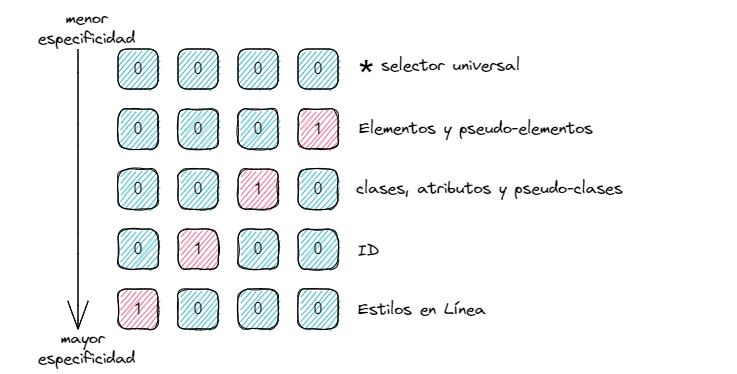 menor
especificidad
0 0 0 0 * selector universal
0 0 0 1 Elementos y pseudo-elementos
0 0 1 0 clases, atributos y pseudo-clases
0 1 0 0 ID
1 0 0 0 Estilos en Línea
mayor
especificidad